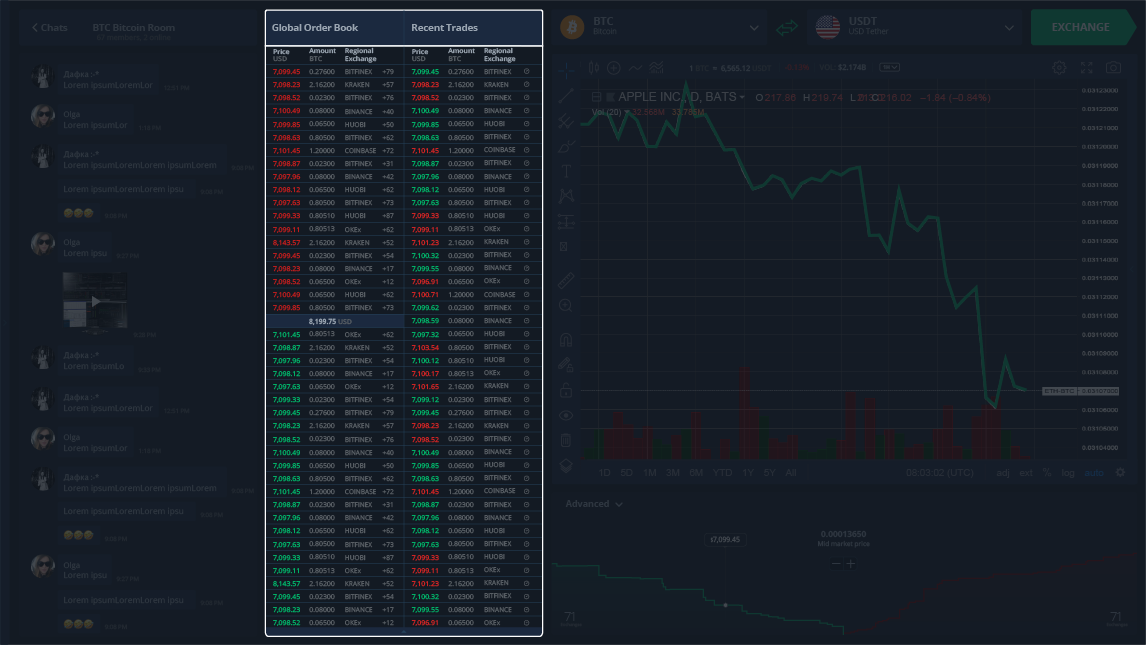 Chats
BTC Bitcoin Room
Дафна :-*
Lorem ipsumLorem
Olga
Lorem ipsumLor
Дафна :-*
Lorem ipsumLoremLorem ipsumLorem
Lorem ipsumLoremLorem ipsu
Olga
Lorem ipsu
Дафна :-*
Lorem ipsumLo
Дафна :-*
Lorem ipsumLoremLor
Olga
Lorem ipsumLor
Дафна :-*
Lorem ipsumLoremLorem ipsumLorem
Lorem ipsumLoremLorem ipsu
Olga
Lorem ipsu
Lorem ipsumLoremLorem ipsu
Global Order Book Recent Trades
Price Amount Regional Price Amount Regional
USD BTC Exchange USD BTC Exchange
7,099.45 0.27600 BITFINEX +79 7,099.45 0.27600 BITFINEX
7,098.23 2.16200 KRAKEN +57 7,098.23 2.16200 KRAKEN
7,098.52 0.02300 BITFINEX +76 7,098.52 0.02300 BITFINEX
7,100.49 0.08000 BINANCE +40 7,100.49 0.08000 BINANCE
7,099.85 0.06500 HUOBI +50 7,099.85 0.06500 HUOBI
7,098.63 0.80500 BITFINEX +62 7,098.63 0.80500 BITFINEX
7,101.45 1.20000 COINBASE +72 7,101.45 1.20000 COINBASE
7,098.87 0.02300 BITFINEX +31 7,098.87 0.02300 BITFINEX
7,097.96 0.08000 BINANCE +42 7,097.96 0.08000 BINANCE
7,098.12 0.06500 HUOBI +62 7,098.12 0.06500 HUOBI
7,097.63 0.80500 BITFINEX +73 7,097.63 0.80500 BITFINEX
7,099.33 0.80510 HUOBI +87 7,099.33 0.80510 HUOBI
7,099.11 0.80513 OKEx +62 7,099.11 0.80513 OKEx
8,143.57 2.16200 KRAKEN +52 7,101.23 2.16200 KRAKEN
7,099.45 0.02300 BITFINEX +54 7,100.32 0.02300 BITFINEX
7,098.23 0.08000 BINANCE +17 7,099.55 0.08000 BINANCE
7,098.52 0.06500 OKEx +12 7,096.91 0.06500 OKEx
7,100.49 0.06500 HUOBI +62 7,100.71 1.20000 COINBASE
7,099.85 0.80500 BITFINEX +73 7,099.62 0.02300 BITFINEX
8,199.75 USD 7,098.59 0.08000 BINANCE
7,101.45 0.80513 OKEx +62 7,097.32 0.06500 HUOBI
7,098.87 2.16200 KRAKEN +52 7,103.54 0.80500 BITFINEX
7,097.96 0.02300 BITFINEX +54 7,100.12 0.80510 HUOBI
7,098.12 0.08000 BINANCE +17 7,100.17 0.80513 OKEx
7,097.63 0.06500 OKEx +12 7,101.65 2.16200 KRAKEN
7,099.33 0.02300 BITFINEX +54 7,099.12 0.02300 BITFINEX
7,099.45 0.27600 BITFINEX +79 7,099.45 0.27600 BITFINEX
7,098.23 2.16200 KRAKEN +57 7,098.23 2.16200 KRAKEN
7,098.52 0.02300 BITFINEX +76 7,098.52 0.02300 BITFINEX
7,100.49 0.08000 BINANCE +40 7,100.49 0.08000 BINANCE
7,099.85 0.06500 HUOBI +50 7,099.85 0.06500 HUOBI
7,098.63 0.80500 BITFINEX +62 7,098.63 0.80500 BITFINEX
7,101.45 1.20000 COINBASE +72 7,101.45 1.20000 COINBASE
7,098.87 0.02300 BITFINEX +31 7,098.87 0.02300 BITFINEX
7,097.96 0.08000 BINANCE +42 7,097.96 0.08000 BINANCE
7,098.12 0.06500 HUOBI +62 7,098.12 0.06500 HUOBI
7,097.63 0.80500 BITFINEX +73 7,097.63 0.80500 BITFINEX
7,099.33 0.80510 HUOBI +87 7,099.33 0.80510 HUOBI
7,099.11 0.80513 OKEx +62 7,099.11 0.80513 OKEx
8,143.57 2.16200 KRAKEN +52 7,101.23 2.16200 KRAKEN
7,099.45 0.02300 BITFINEX +54 7,100.32 0.02300 BITFINEX
7,098.23 0.08000 BINANCE +17 7,099.55 0.08000 BINANCE
7,098.52 0.06500 OKEx +12 7,096.91 0.06500 OKEx
BTC
Bitcoin
USDT
USD Tether
EXCHANGE
1 BTC = 6,565.12 VOL: $2.174B
APPLE INC, D, BATS
O 217.86 H 219.74 -1.84 (-0.84%)
Vol (20)
ETH-BTC 0.03107000
1D 5D 1M 3M 6M YTD 1Y 5Y All
08:03:02 (UTC) adj ext % log auto
Advanced
0.00013650
Mid market price
17,099.45
71
71